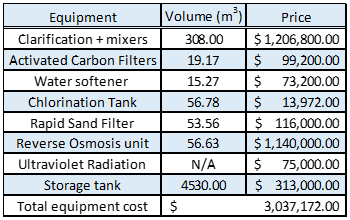 Equipment Volume (m³) Price
Clarification + mixers 308.00 $ 1,206,800.00
Activated Carbon Filters 19.17 $ 99,200.00
Water softener 15.27 $ 73,200.00
Chlorination Tank 56.78 $ 13,972.00
Rapid Sand Filter 53.56 $ 116,000.00
Reverse Osmosis unit 56.63 $ 1,140,000.00
Ultraviolet Radiation N/A $ 75,000.00
Storage tank 4530.00 $ 313,000.00
Total equipment cost $ 3,037,172.00